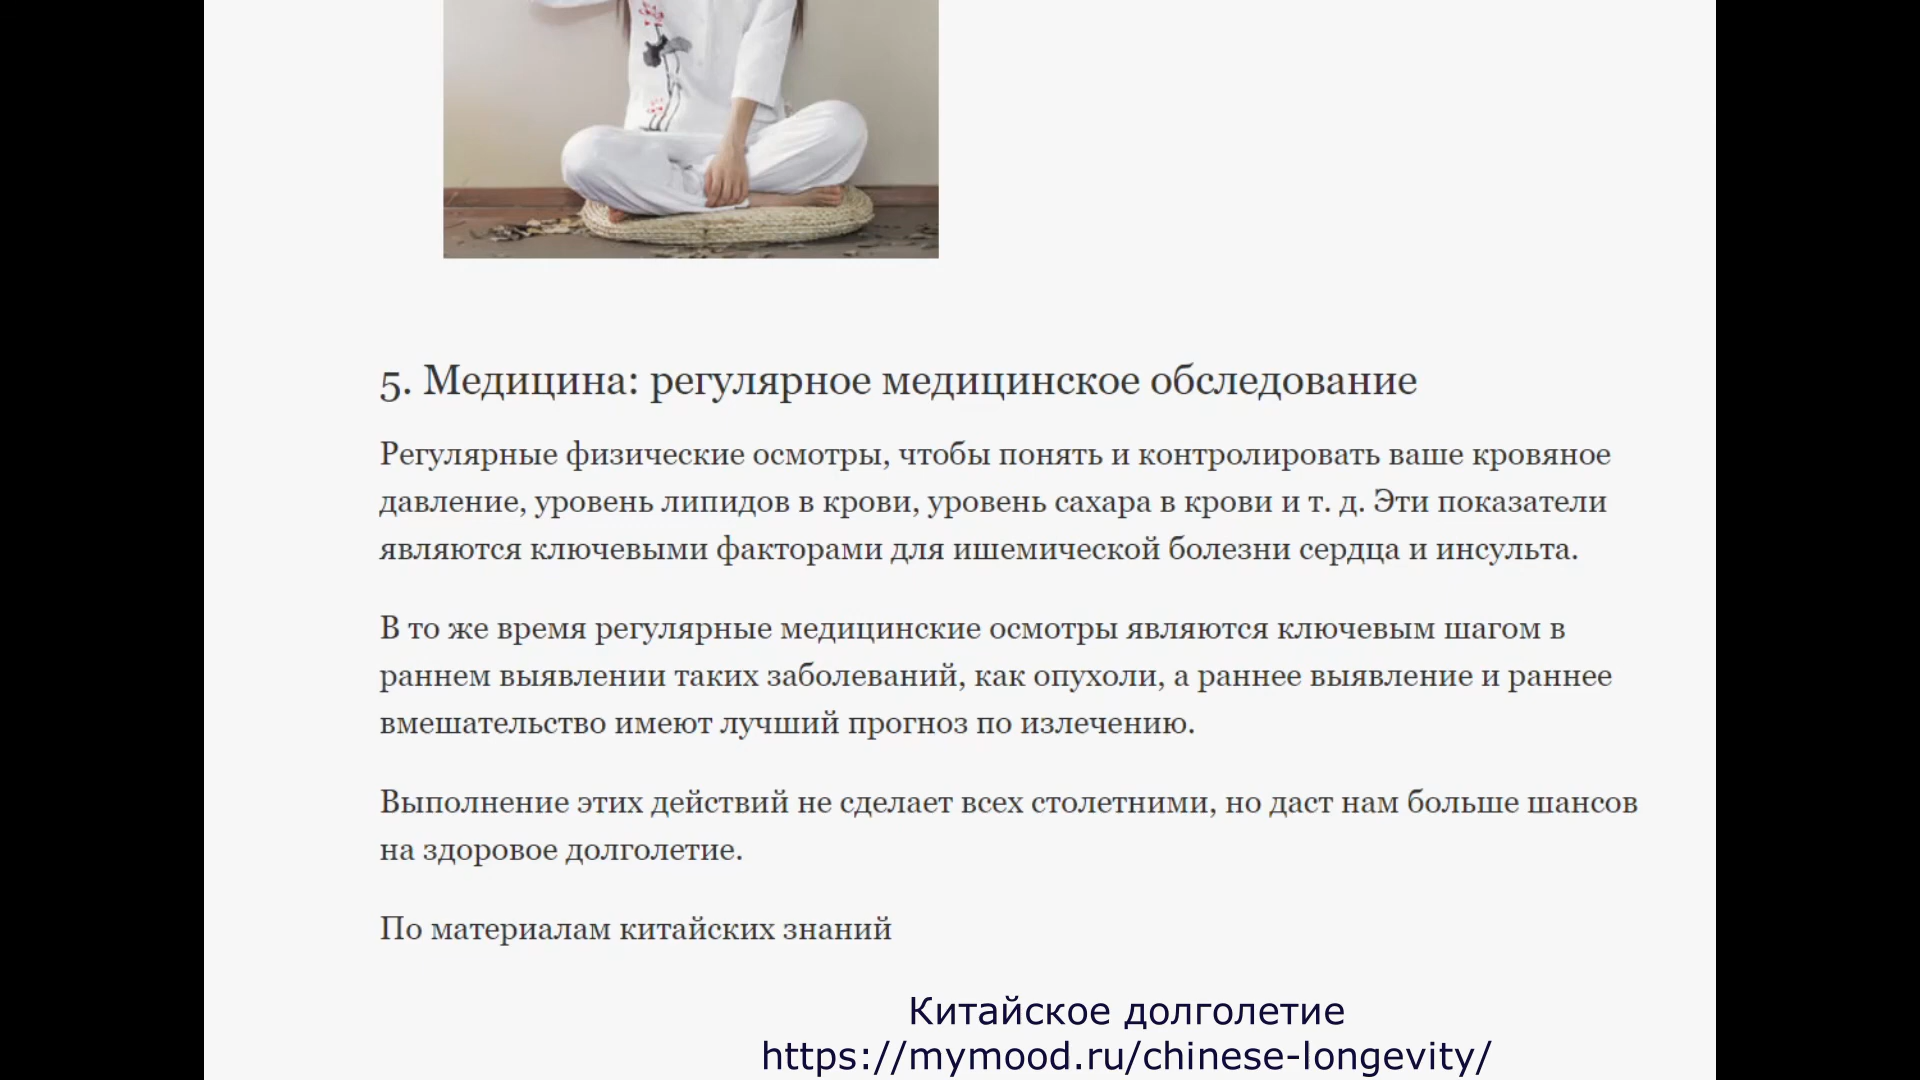 5. Медицина: регулярное медицинское обследование
Регулярные физические осмотры, чтобы понять и контролировать ваше кровяное
давление, уровень липидов в крови, уровень сахара в крови и т. д. Эти показатели
являются ключевыми факторами для ишемической болезни сердца и инсульта.
В то же время регулярные медицинские осмотры являются ключевым шагом в
раннем выявлении таких заболеваний, как опухоли, а раннее выявление и раннее
вмешательство имеют лучший прогноз по излечению.
Выполнение этих действий не сделает всех столетними, но даст нам больше шансов
на здоровое долголетие.
По материалам китайских знаний
Китайское долголетие
https://mymood.ru/chinese-longevity/